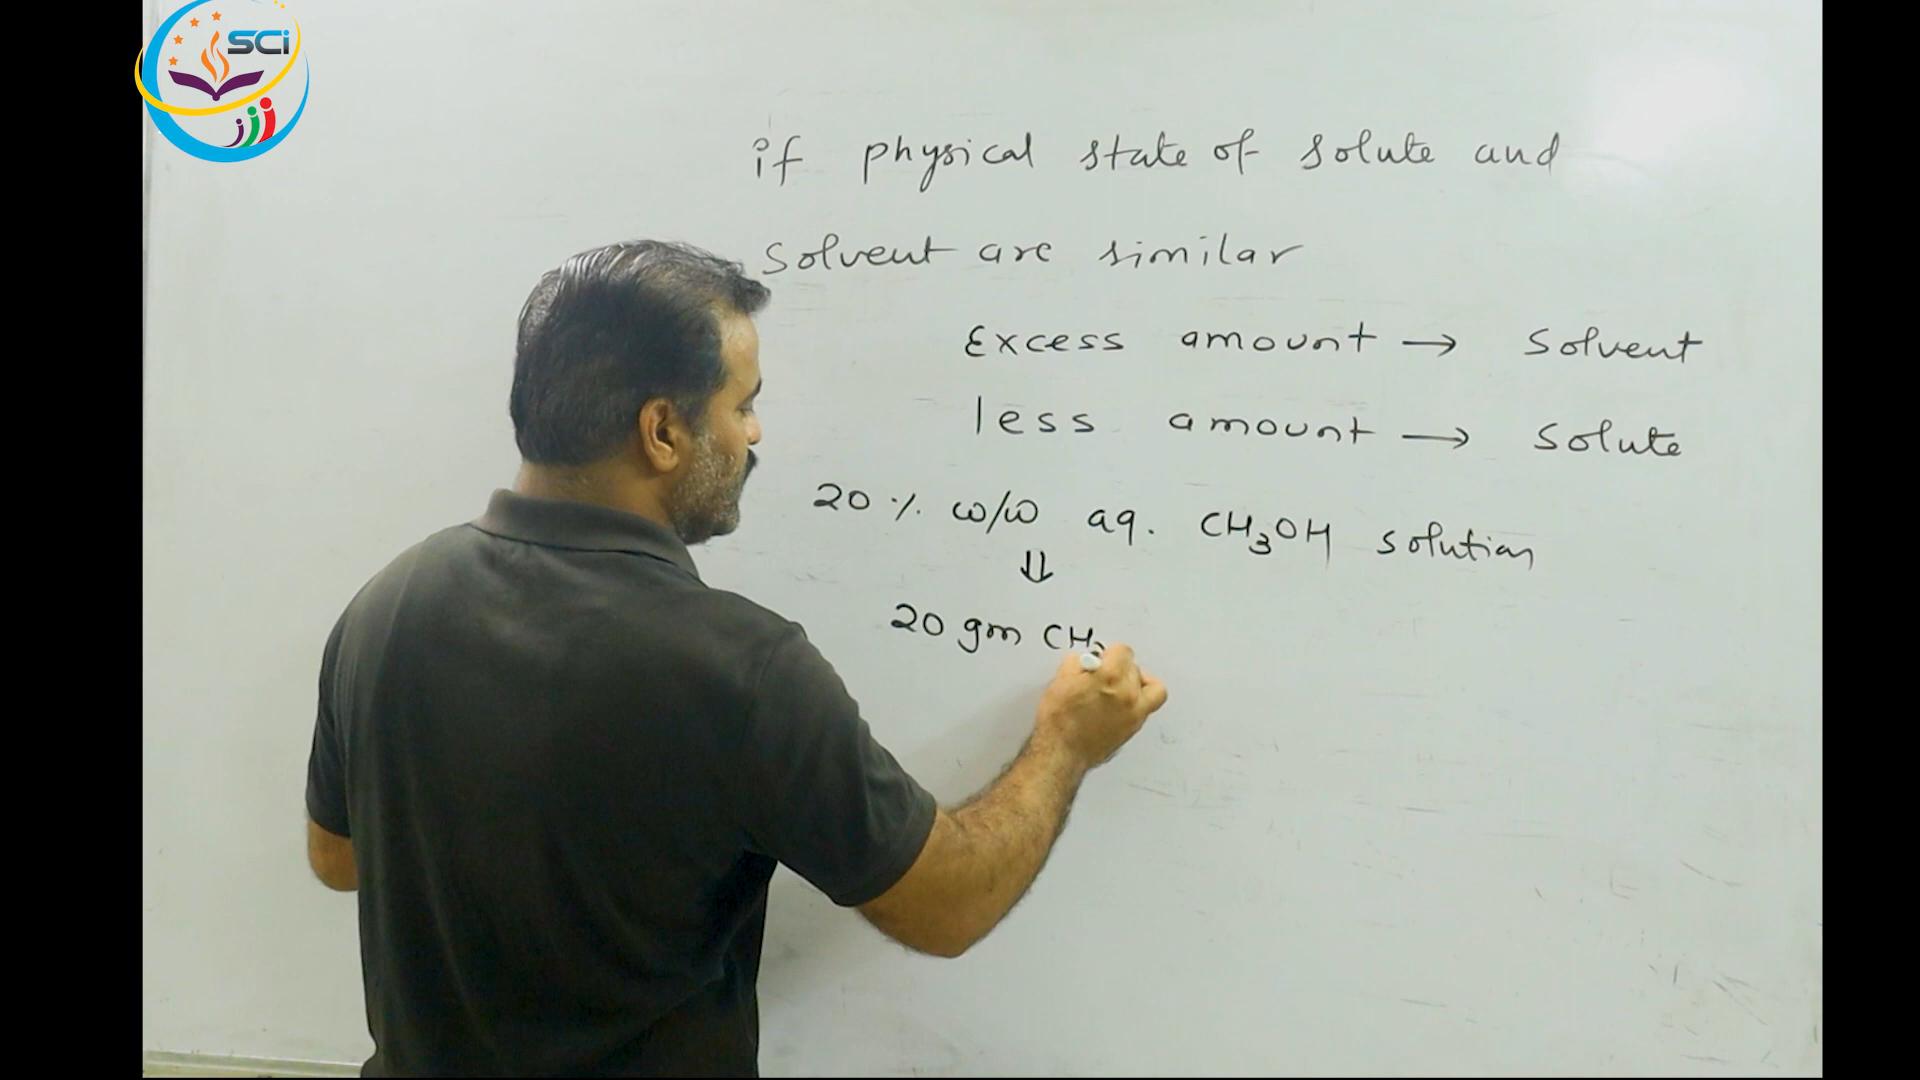 SCi
if physical state of solute and
solvent are similar
Excess amount → solvent
less amount → solute
20 % w/w aq. CH3OH solution
⇓
20 gm CH3